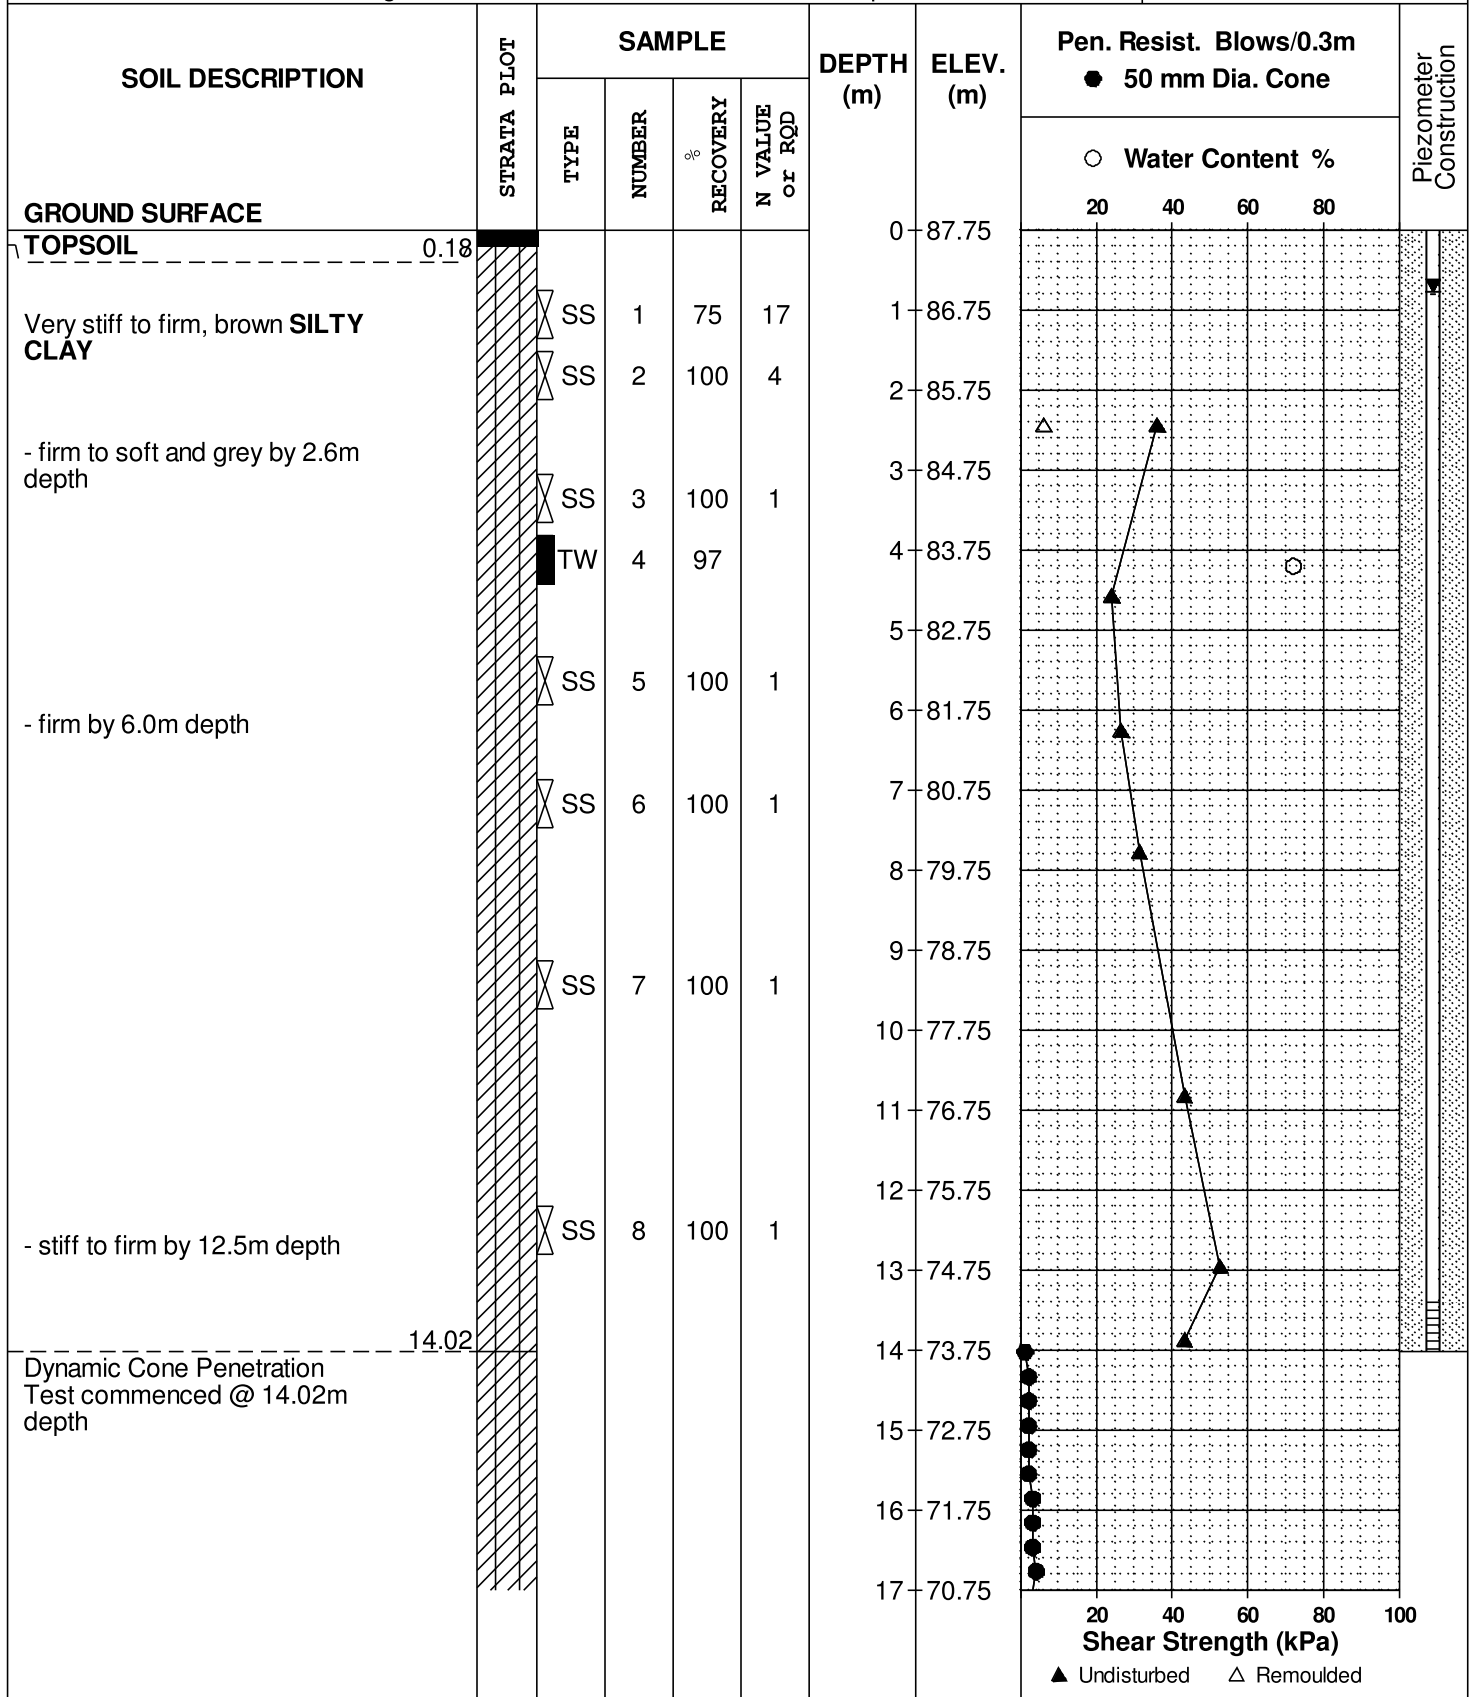 SOIL DESCRIPTION
GROUND SURFACE
STRATA PLOT
SAMPLE
TYPE
NUMBER
%
RECOVERY
N VALUE
or RQD
DEPTH
(m)
ELEV.
(m)
Pen. Resist. Blows/0.3m
50 mm Dia. Cone
Water Content %
20 40 60 80
Piezometer
Construction
TOPSOIL 0.18
0 87.75
Very stiff to firm, brown SILTY
CLAY
SS 1 75 17
1 86.75
SS 2 100 4
2 85.75
- firm to soft and grey by 2.6m
depth
3 84.75
SS 3 100 1
TW 4 97
4 83.75
5 82.75
SS 5 100 1
- firm by 6.0m depth
6 81.75
7 80.75
SS 6 100 1
8 79.75
9 78.75
SS 7 100 1
10 77.75
11 76.75
12 75.75
SS 8 100 1
- stiff to firm by 12.5m depth
13 74.75
14.02
14 73.75
Dynamic Cone Penetration
Test commenced @ 14.02m
depth
15 72.75
16 71.75
17 70.75
20 40 60 80 100
Shear Strength (kPa)
Undisturbed Remoulded